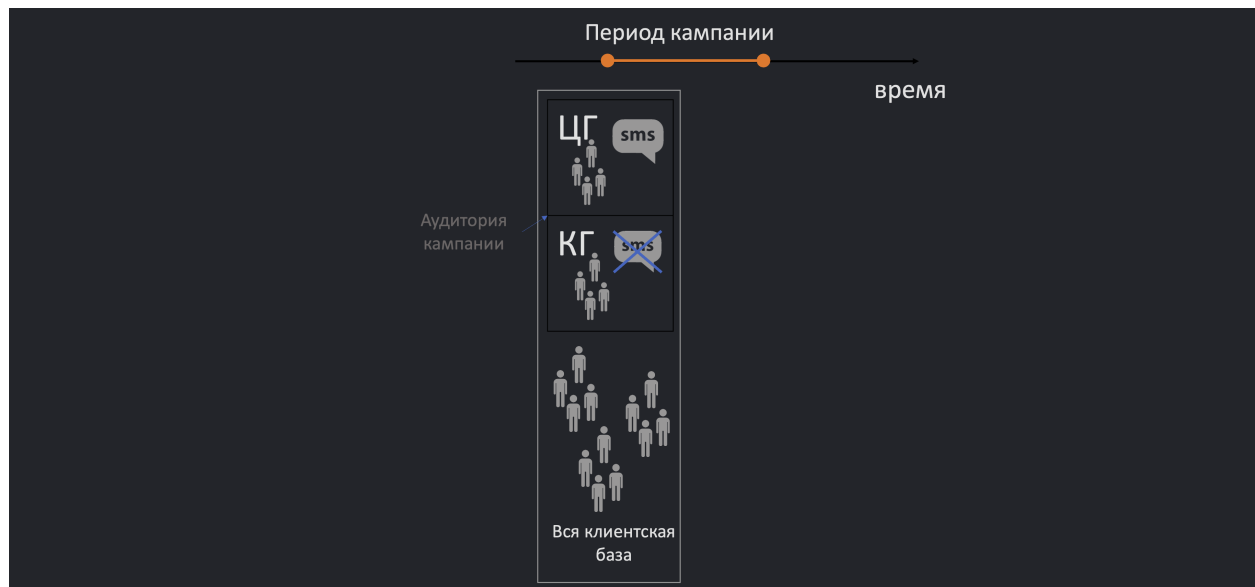 Период кампании
время
ЦГ
sms
Аудитория
кампании
КГ
sms
Вся клиентская
база